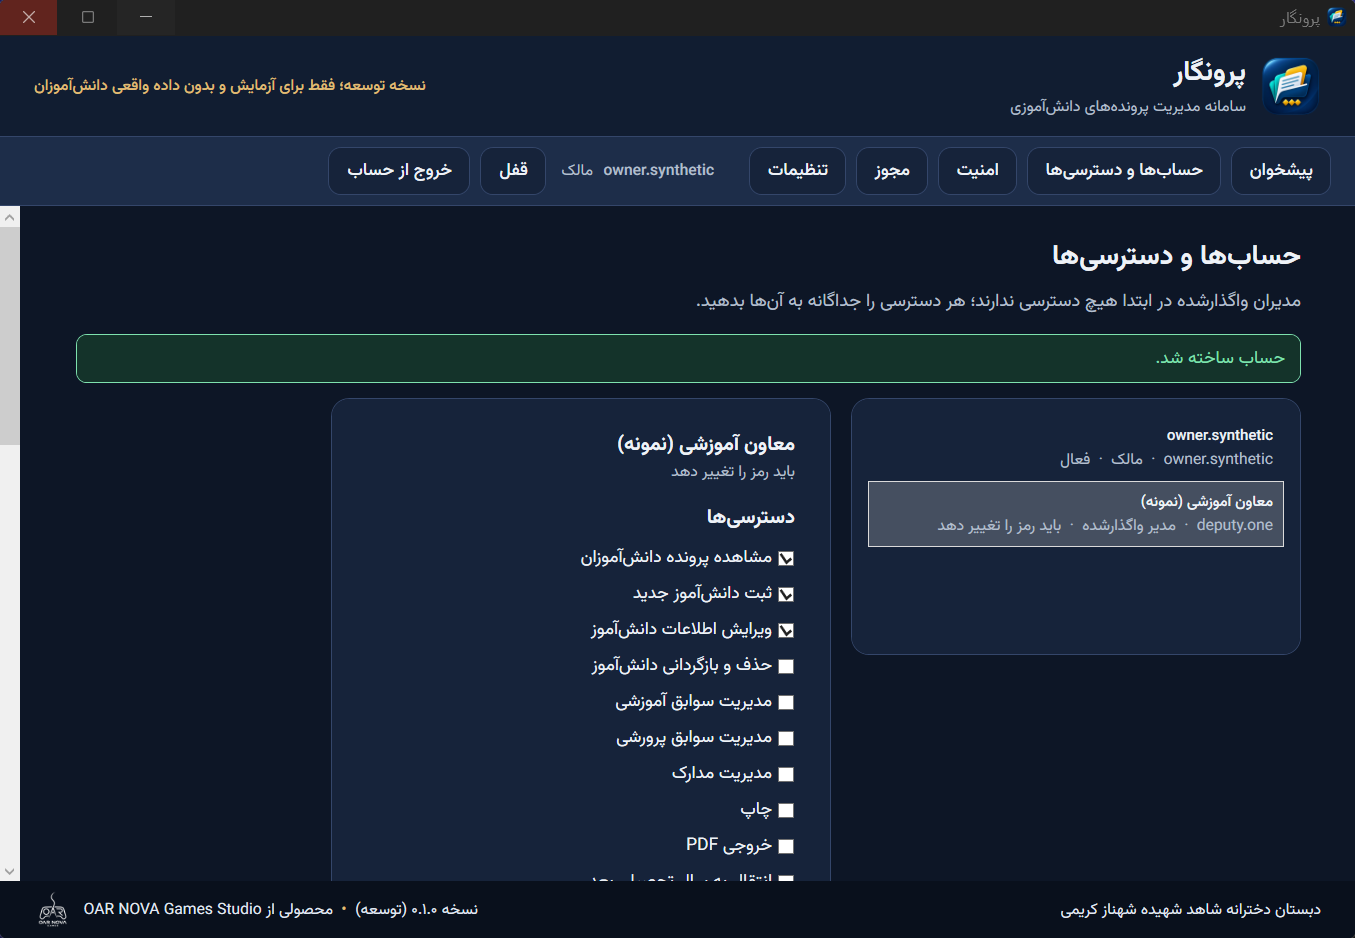 پرونگار
پرونگار
سامانه مدیریت پرونده‌های دانش‌آموزی
نسخه توسعه؛ فقط برای آزمایش و بدون داده واقعی دانش‌آموزان
پیشخوان
حساب‌ها و دسترسی‌ها
امنیت
مجوز
تنظیمات
owner.synthetic مالک
قفل
خروج از حساب
حساب‌ها و دسترسی‌ها
مدیران واگذارشده در ابتدا هیچ دسترسی ندارند؛ هر دسترسی را جداگانه به آن‌ها بدهید.
حساب ساخته شد.
owner.synthetic
owner.synthetic · مالک · فعال
معاون آموزشی (نمونه)
deputy.one · مدیر واگذارشده · باید رمز را تغییر دهد
معاون آموزشی (نمونه)
باید رمز را تغییر دهد
دسترسی‌ها
مشاهده پرونده دانش‌آموزان
ثبت دانش‌آموز جدید
ویرایش اطلاعات دانش‌آموز
حذف و بازگردانی دانش‌آموز
مدیریت سوابق آموزشی
مدیریت سوابق پرورشی
مدیریت مدارک
چاپ
خروجی PDF
دبستان دخترانه شاهد شهیده شهناز کریمی
نسخه ۰.۱.۰ (توسعه) • محصولی از OAR NOVA Games Studio
OAR NOVA
GAMES